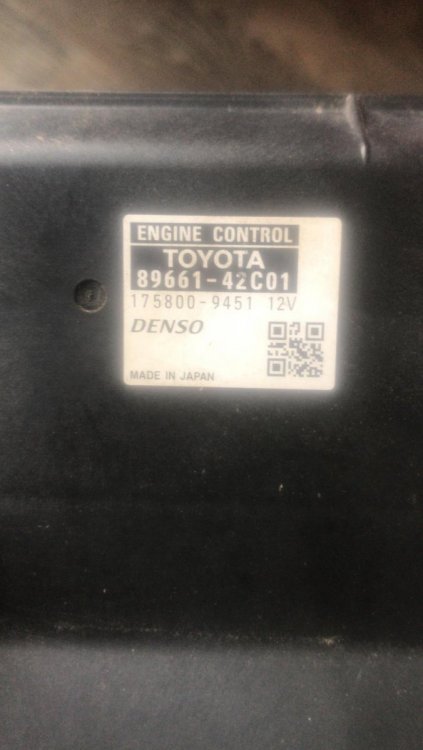 ENGINE CONTROL
TOYOTA
89661-42C01
175800-9451 12V
DENSO
MADE IN JAPAN